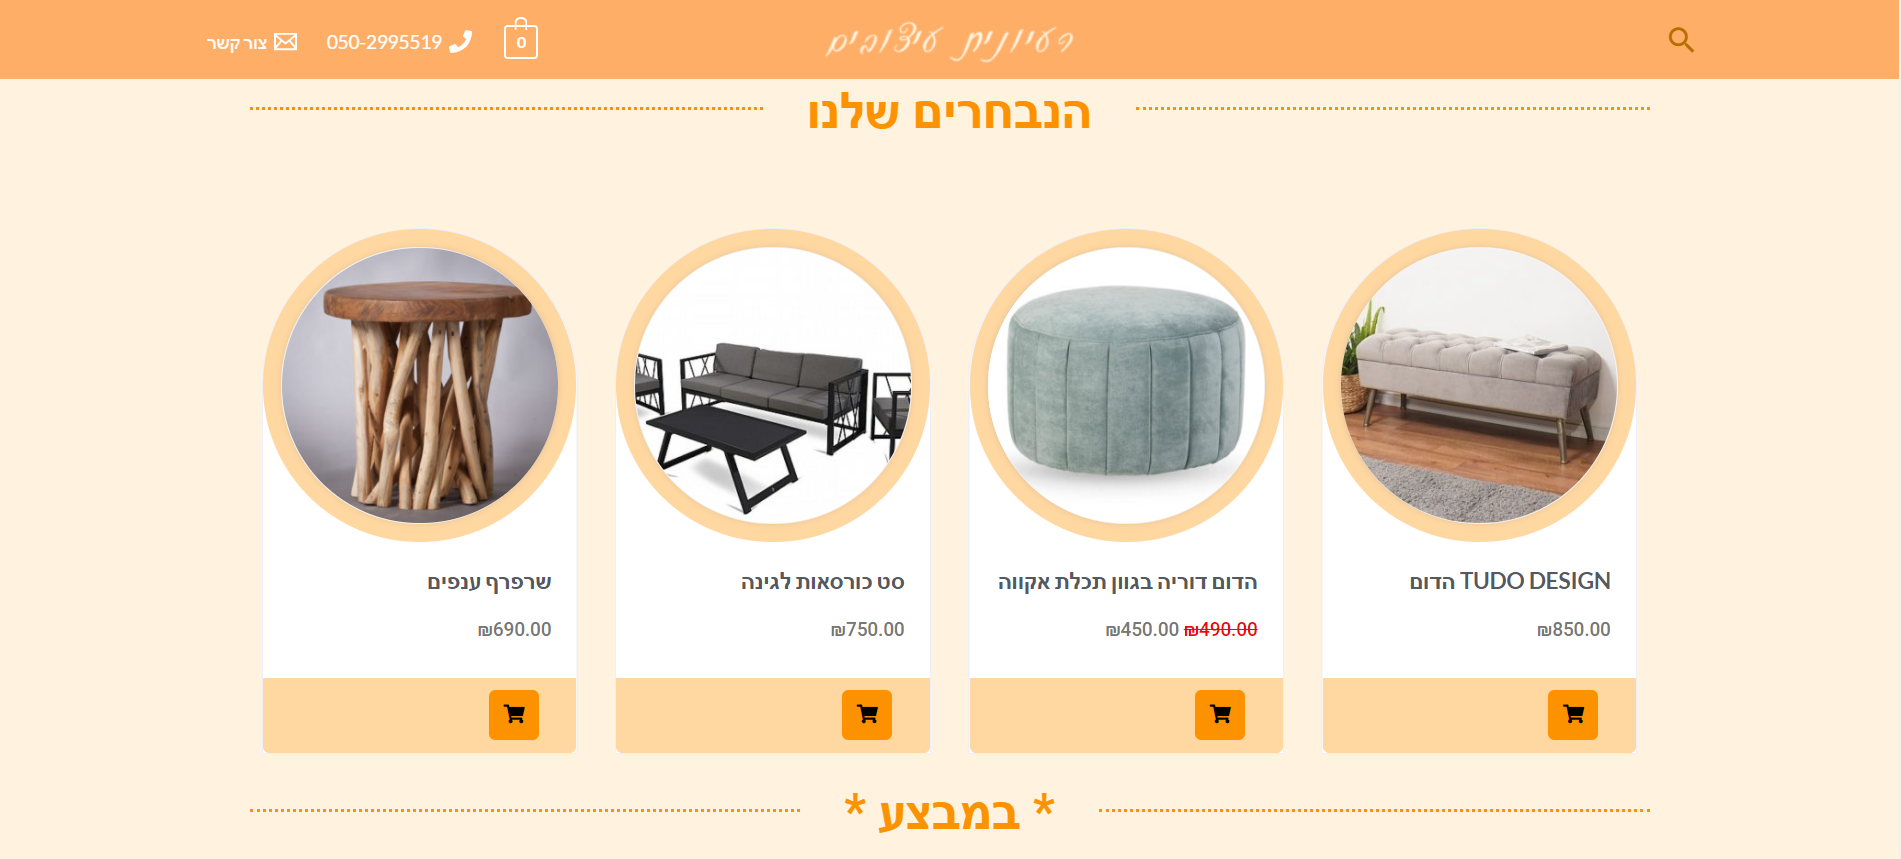 רעיונית עיצובים
0
050-2995519
צור קשר
הנבחרים שלנו
TUDO DESIGN הדום
₪850.00
הדום דוריה בגוון תכלת אקווה
₪490.00 ₪450.00
סט כורסאות לגינה
₪750.00
שרפרף ענפים
₪690.00
* במבצע *